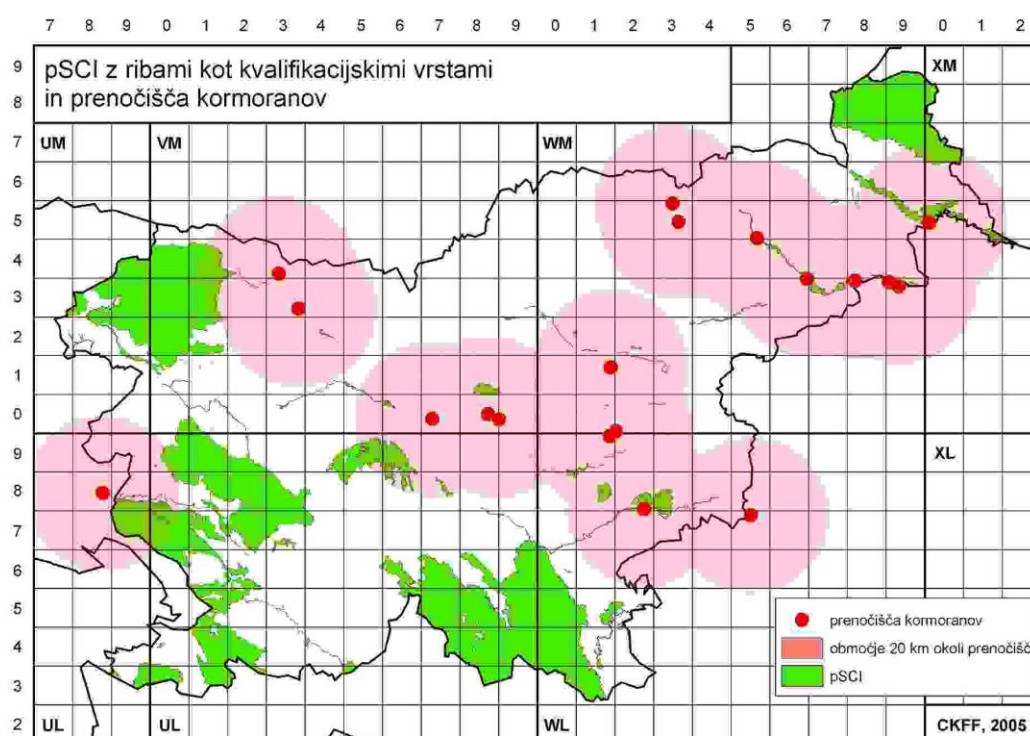 7 8 9 0 1 2 3 4 5 6 7 8 9 0 1 2 3 4 5 6 7 8 9 0 1 2
pSCI z ribami kot kvalifikacijskimi vrstami
in prenočišča kormoranov
9
8
7
6
5
4
3
2
1
0
9
8
7
6
5
4
3
2
XM
UM VM WM
XL
prenočišča kormoranov
območje 20 km okoli prenočišč
pSCI
UL UL WL CKFF, 2005